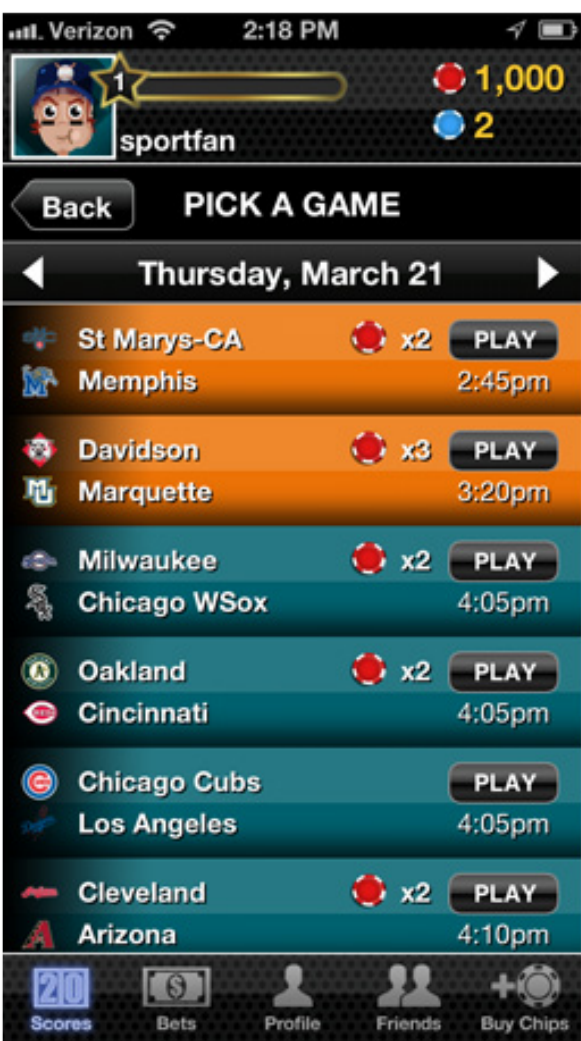 Verizon 2:18 PM
1 1,000
sportfan 2
Back PICK A GAME
Thursday, March 21
St Marys-CA x2 PLAY
Memphis 2:45pm
Davidson x3 PLAY
Marquette 3:20pm
Milwaukee x2 PLAY
Chicago WSox 4:05pm
Oakland x2 PLAY
Cincinnati 4:05pm
Chicago Cubs PLAY
Los Angeles 4:05pm
Cleveland x2 PLAY
Arizona 4:10pm
20 $ +
Scores Bets Profile Friends Buy Chips